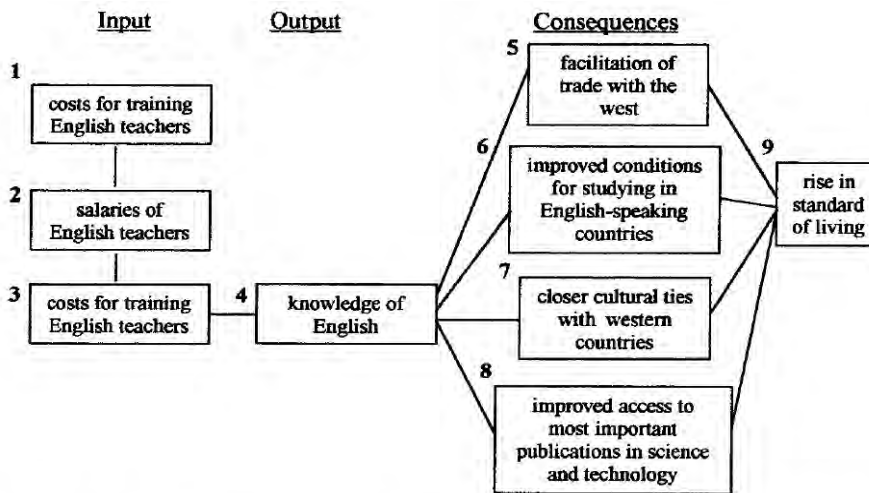 Input
Output
Consequences
1
costs for training
English teachers
2
salaries of
English teachers
3
costs for training
English teachers
4
knowledge of
English
5
facilitation of
trade with the
west
6
improved conditions
for studying in
English-speaking
countries
7
closer cultural ties
with western
countries
8
improved access to
most important
publications in science
and technology
9
rise in
standard
of living